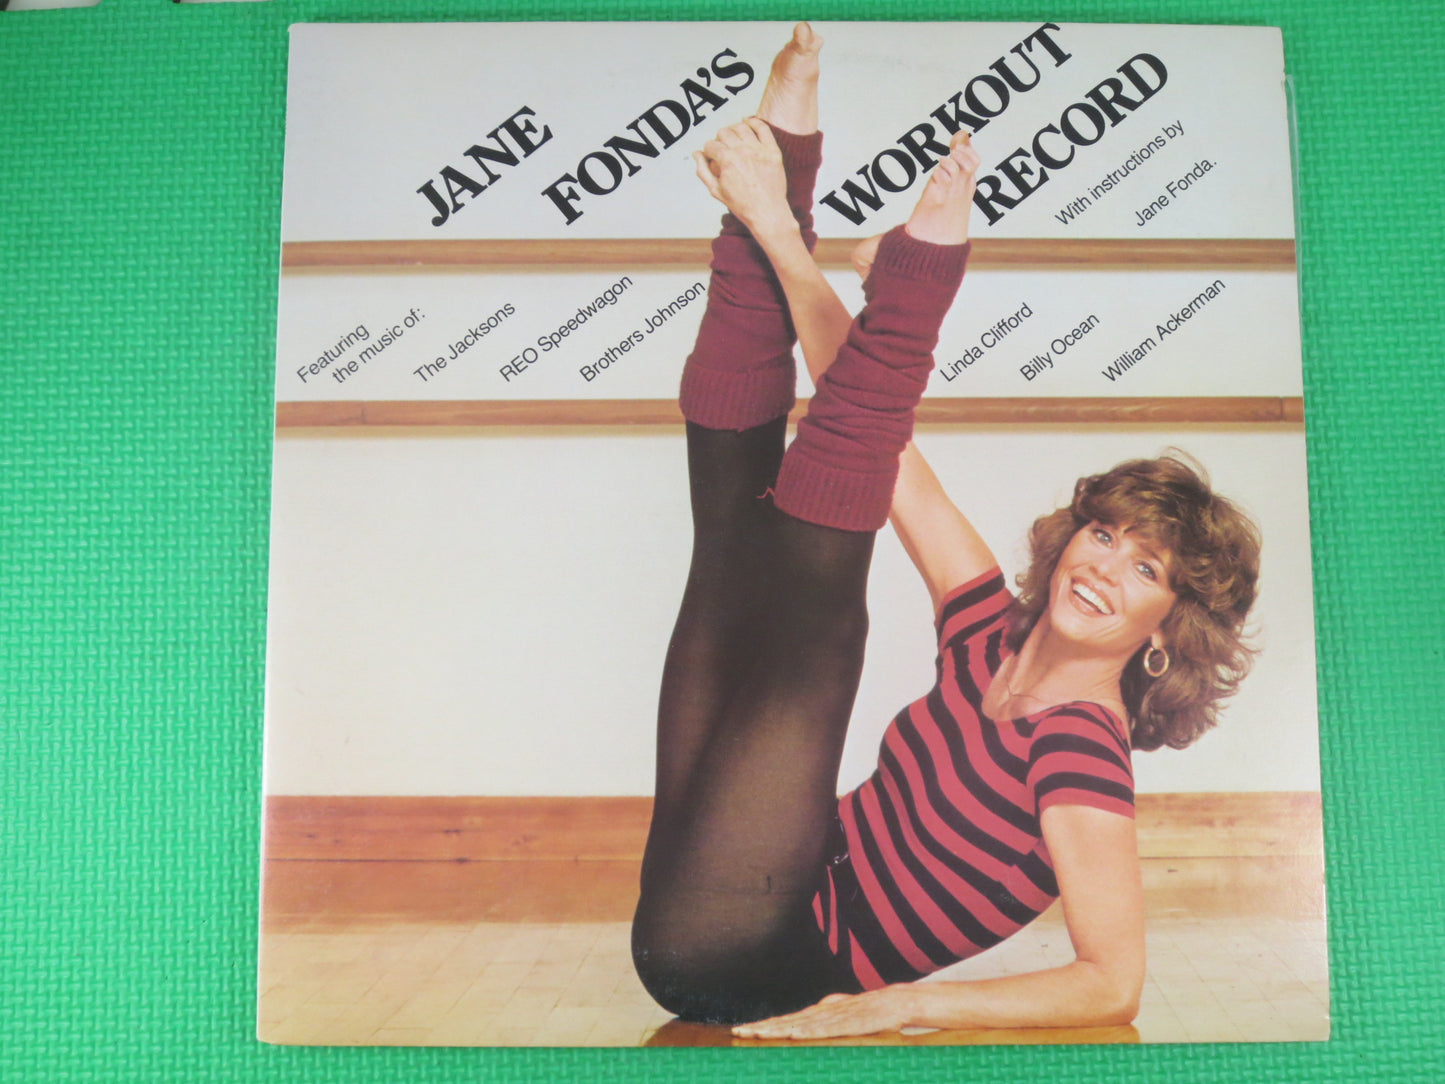 JANE
FONDA'S
WORKOUT
RECORD
With instructions by
Jane Fonda.
Featuring
the music of:
The Jacksons
REO Speedwagon
Brothers Johnson
Linda Clifford
Billy Ocean
William Ackerman